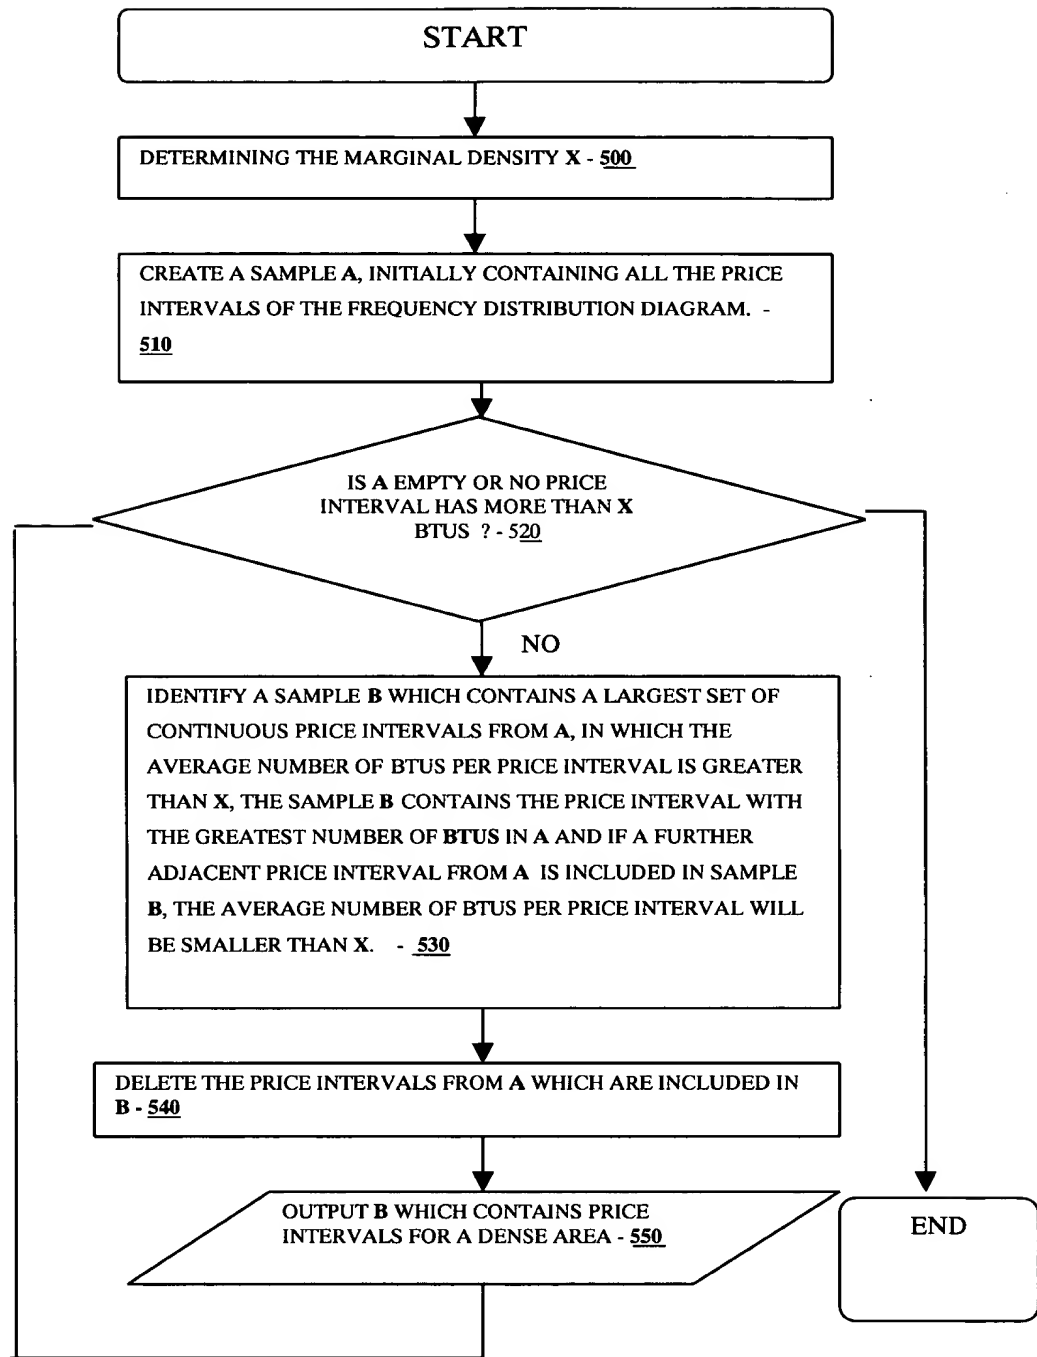 START
DETERMINING THE MARGINAL DENSITY X - 500
CREATE A SAMPLE A, INITIALLY CONTAINING ALL THE PRICE
INTERVALS OF THE FREQUENCY DISTRIBUTION DIAGRAM. -
510
IS A EMPTY OR NO PRICE
INTERVAL HAS MORE THAN X
BTUS ? - 520
NO
IDENTIFY A SAMPLE B WHICH CONTAINS A LARGEST SET OF
CONTINUOUS PRICE INTERVALS FROM A, IN WHICH THE
AVERAGE NUMBER OF BTUS PER PRICE INTERVAL IS GREATER
THAN X, THE SAMPLE B CONTAINS THE PRICE INTERVAL WITH
THE GREATEST NUMBER OF BTUS IN A AND IF A FURTHER
ADJACENT PRICE INTERVAL FROM A IS INCLUDED IN SAMPLE
B, THE AVERAGE NUMBER OF BTUS PER PRICE INTERVAL WILL
BE SMALLER THAN X. - 530
DELETE THE PRICE INTERVALS FROM A WHICH ARE INCLUDED IN
B - 540
OUTPUT B WHICH CONTAINS PRICE
INTERVALS FOR A DENSE AREA - 550
END